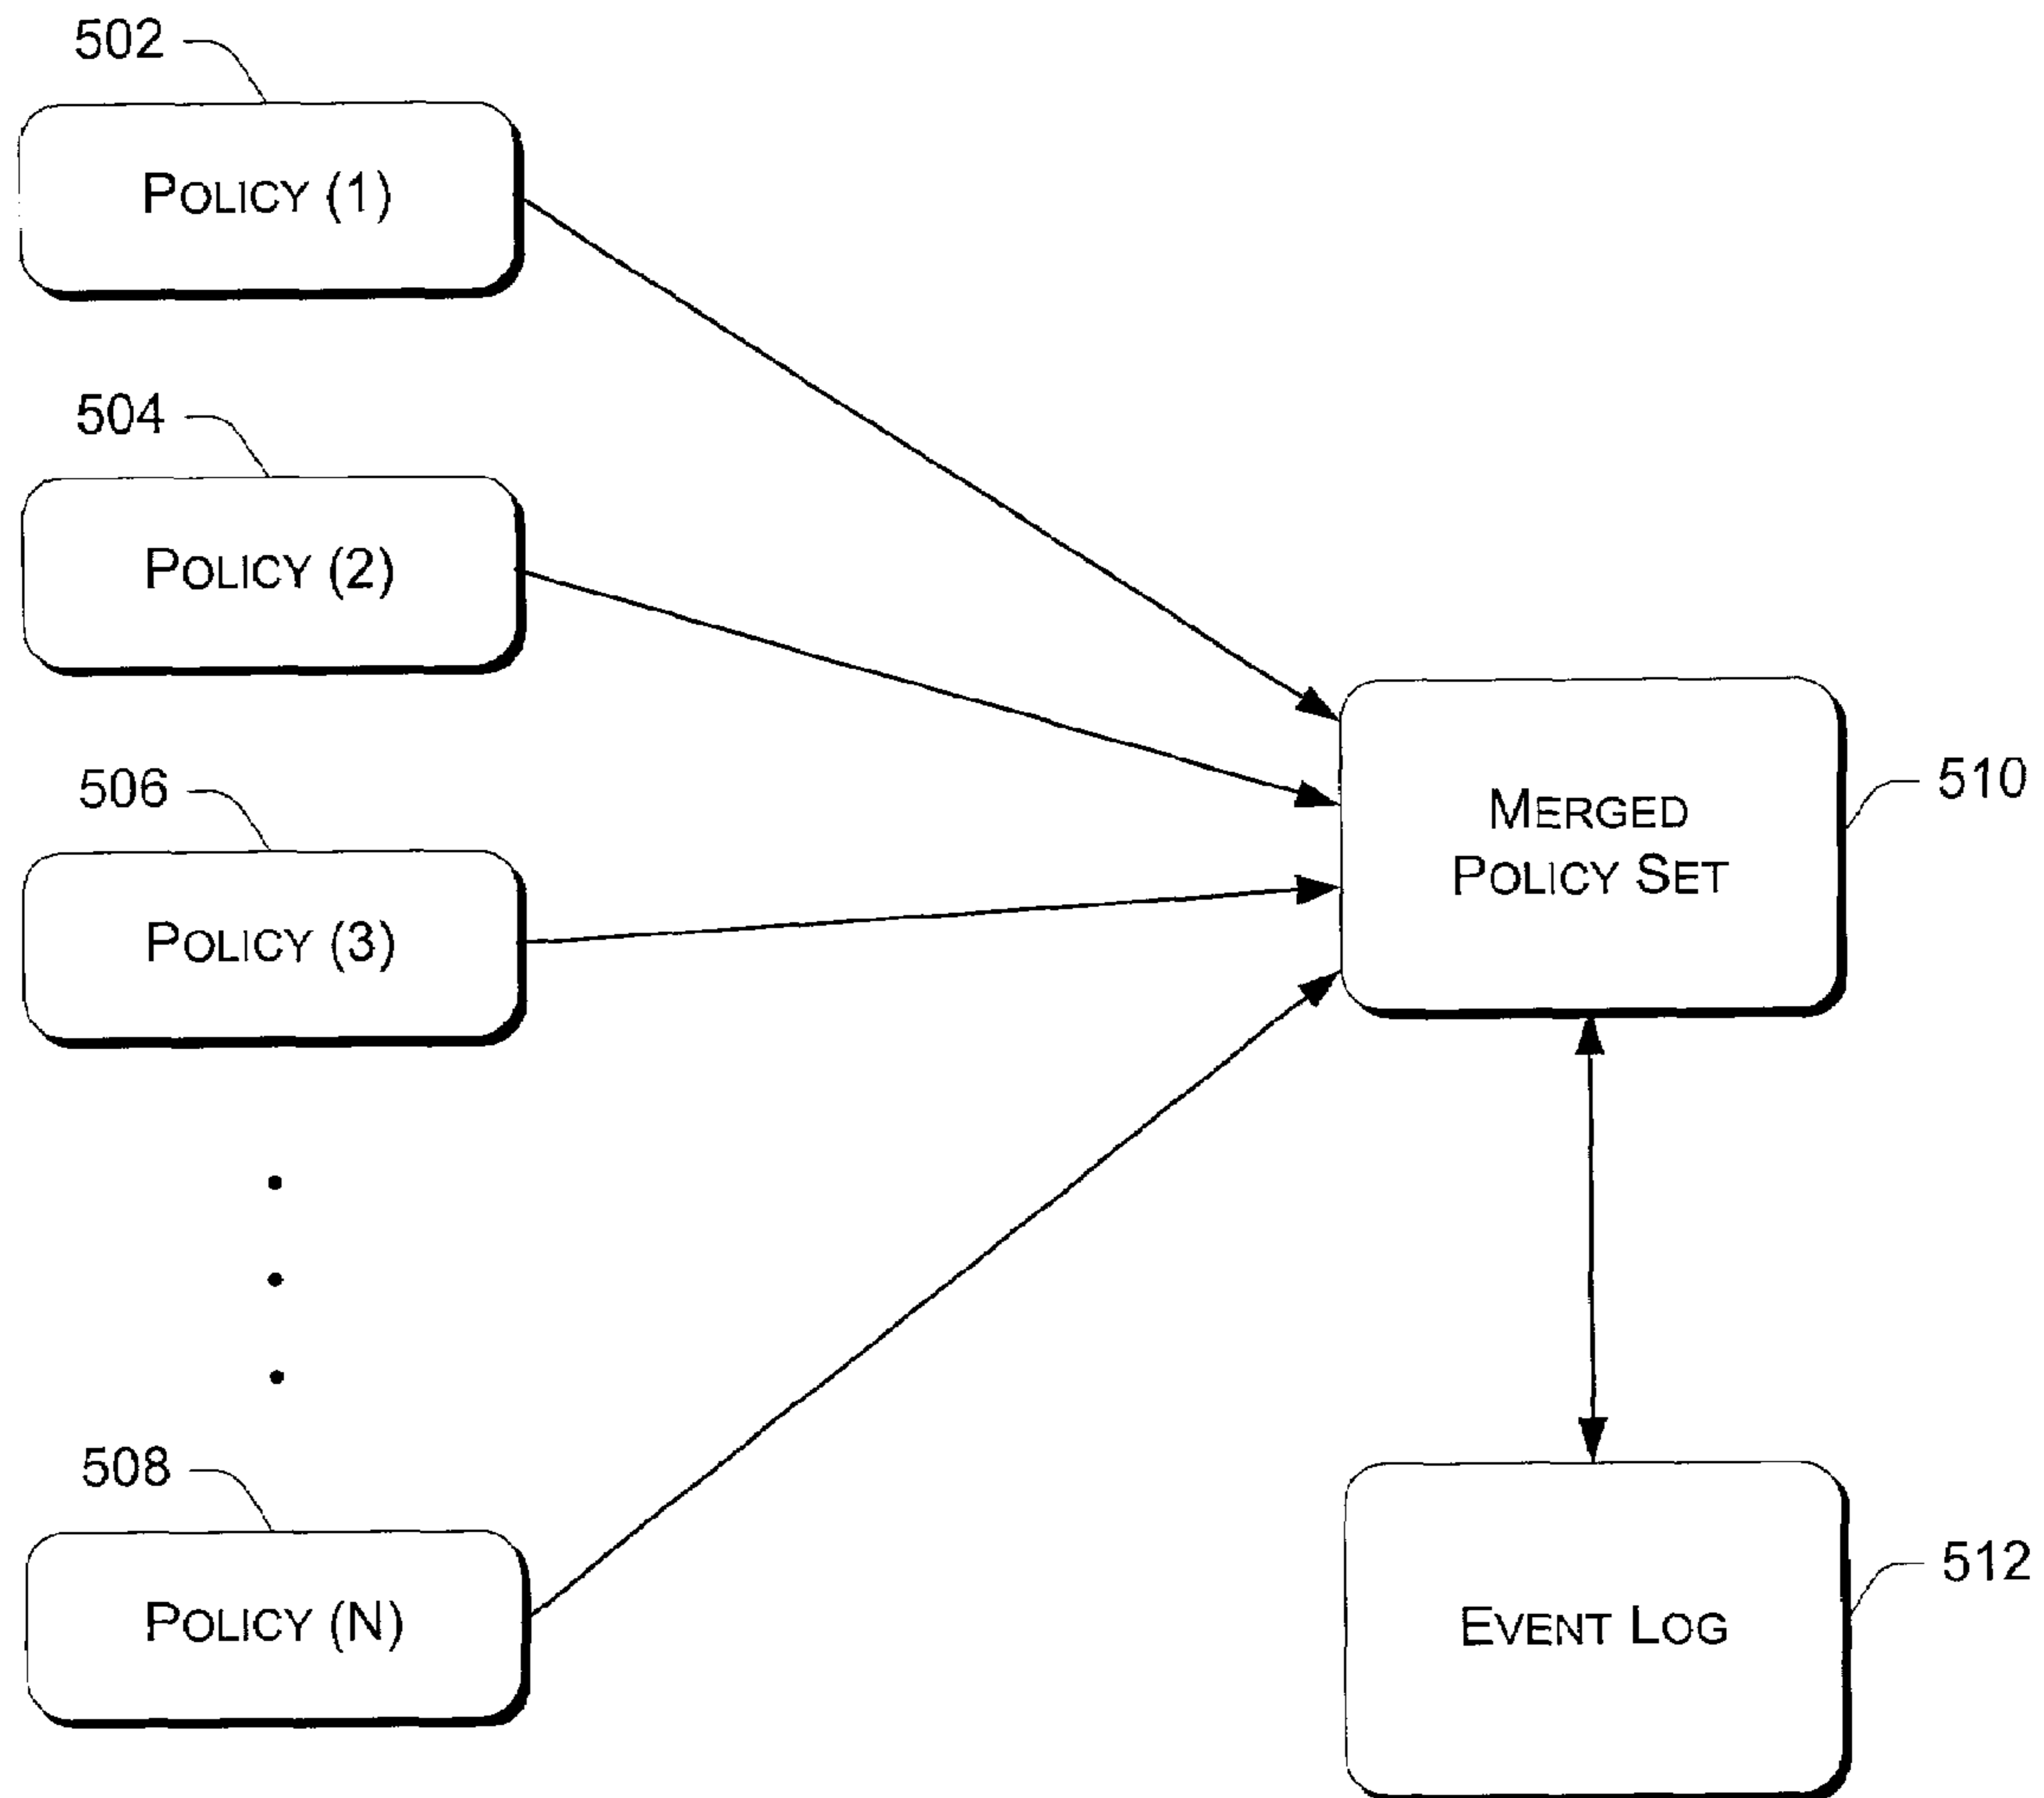 502
POLICY (1)
504
POLICY (2)
506
POLICY (3)
510
MERGED
POLICY SET
508
POLICY (N)
512
EVENT LOG